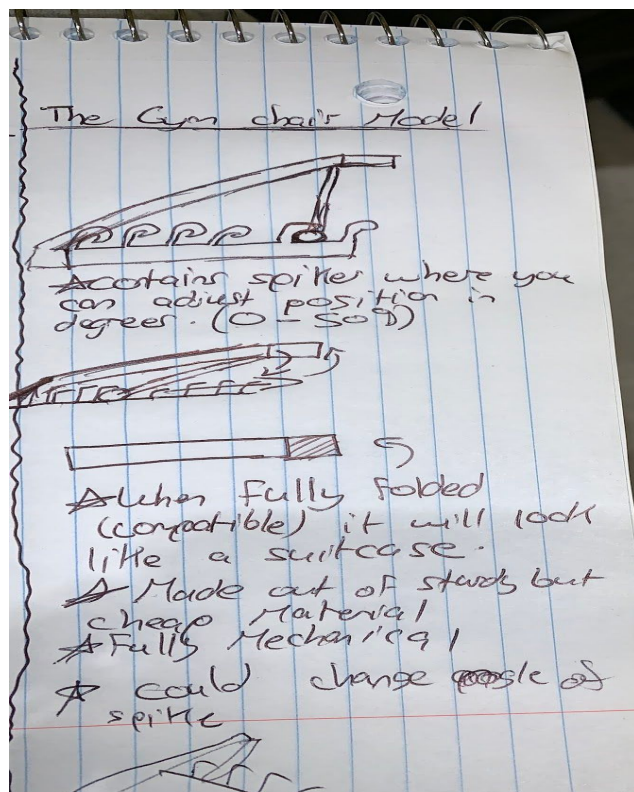 The Gym chair Model
contains spikes where you
can adjust position in
degrees. (0 - 50°)
When fully folded
(compatible) it will look
like a suitcase.
Made out of sturdy but
cheap Material
Fully Mechanical
could change angle of
spike